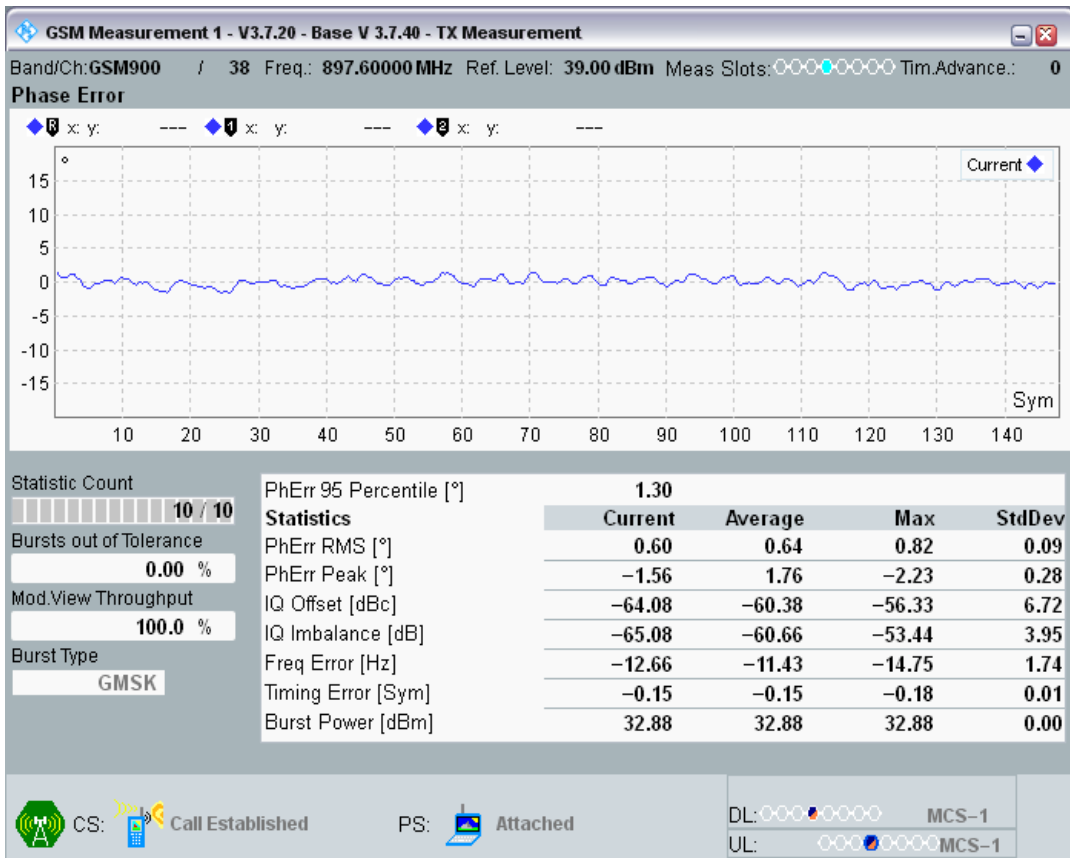 GSM Measurement 1 - V3.7.20 - Base V 3.7.40 - TX Measurement
Band/Ch:GSM900 / 38 Freq.: 897.60000 MHz Ref. Level: 39.00 dBm Meas Slots: Tim.Advance.: 0
Phase Error
R x: y: --- 1 x: y: --- 2 x: y: ---
°
Current
15
10
5
0
-5
-10
-15
Sym
10 20 30 40 50 60 70 80 90 100 110 120 130 140
Statistic Count
10 / 10
Bursts out of Tolerance
0.00 %
Mod.View Throughput
100.0 %
Burst Type
GMSK
PhErr 95 Percentile [°] 1.30
Statistics Current Average Max StdDev
PhErr RMS [°] 0.60 0.64 0.82 0.09
PhErr Peak [°] −1.56 1.76 −2.23 0.28
IQ Offset [dBc] −64.08 −60.38 −56.33 6.72
IQ Imbalance [dB] −65.08 −60.66 −53.44 3.95
Freq Error [Hz] −12.66 −11.43 −14.75 1.74
Timing Error [Sym] −0.15 −0.15 −0.18 0.01
Burst Power [dBm] 32.88 32.88 32.88 0.00
CS: Call Established PS: Attached
DL: MCS−1
UL: MCS−1